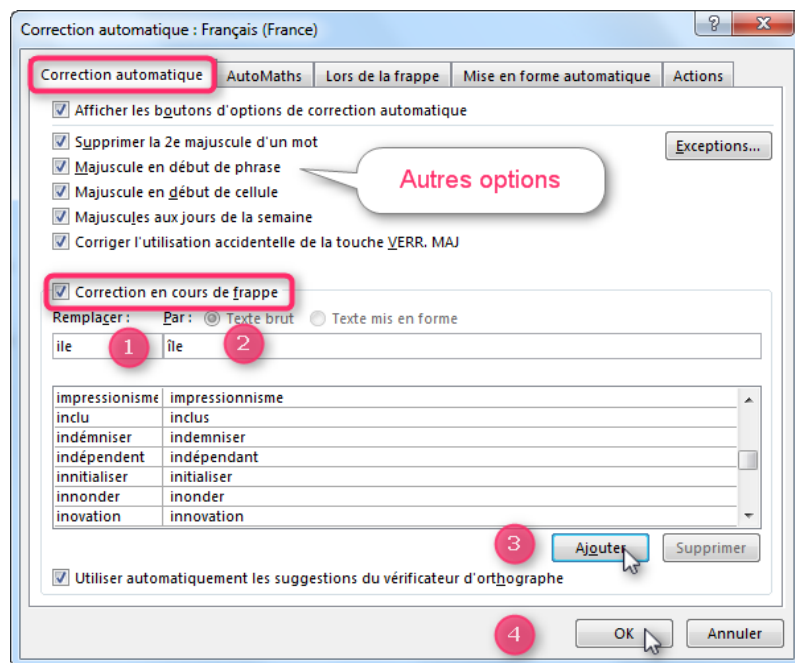 Correction automatique : Français (France)
Correction automatique AutoMaths Lors de la frappe Mise en forme automatique Actions
Afficher les boutons d'options de correction automatique
Supprimer la 2e majuscule d'un mot
Exceptions...
Majuscule en début de phrase
Autres options
Majuscule en début de cellule
Majuscules aux jours de la semaine
Corriger l'utilisation accidentelle de la touche VERR. MAJ
Correction en cours de frappe
Remplacer : Par : Texte brut Texte mis en forme
ile 1 île 2
impressionisme impressionnisme
inclu inclus
indémniser indemniser
indépendent indépendant
innitialiser initialiser
innonder inonder
inovation innovation
3 Ajouter Supprimer
Utiliser automatiquement les suggestions du vérificateur d'orthographe
4 OK Annuler